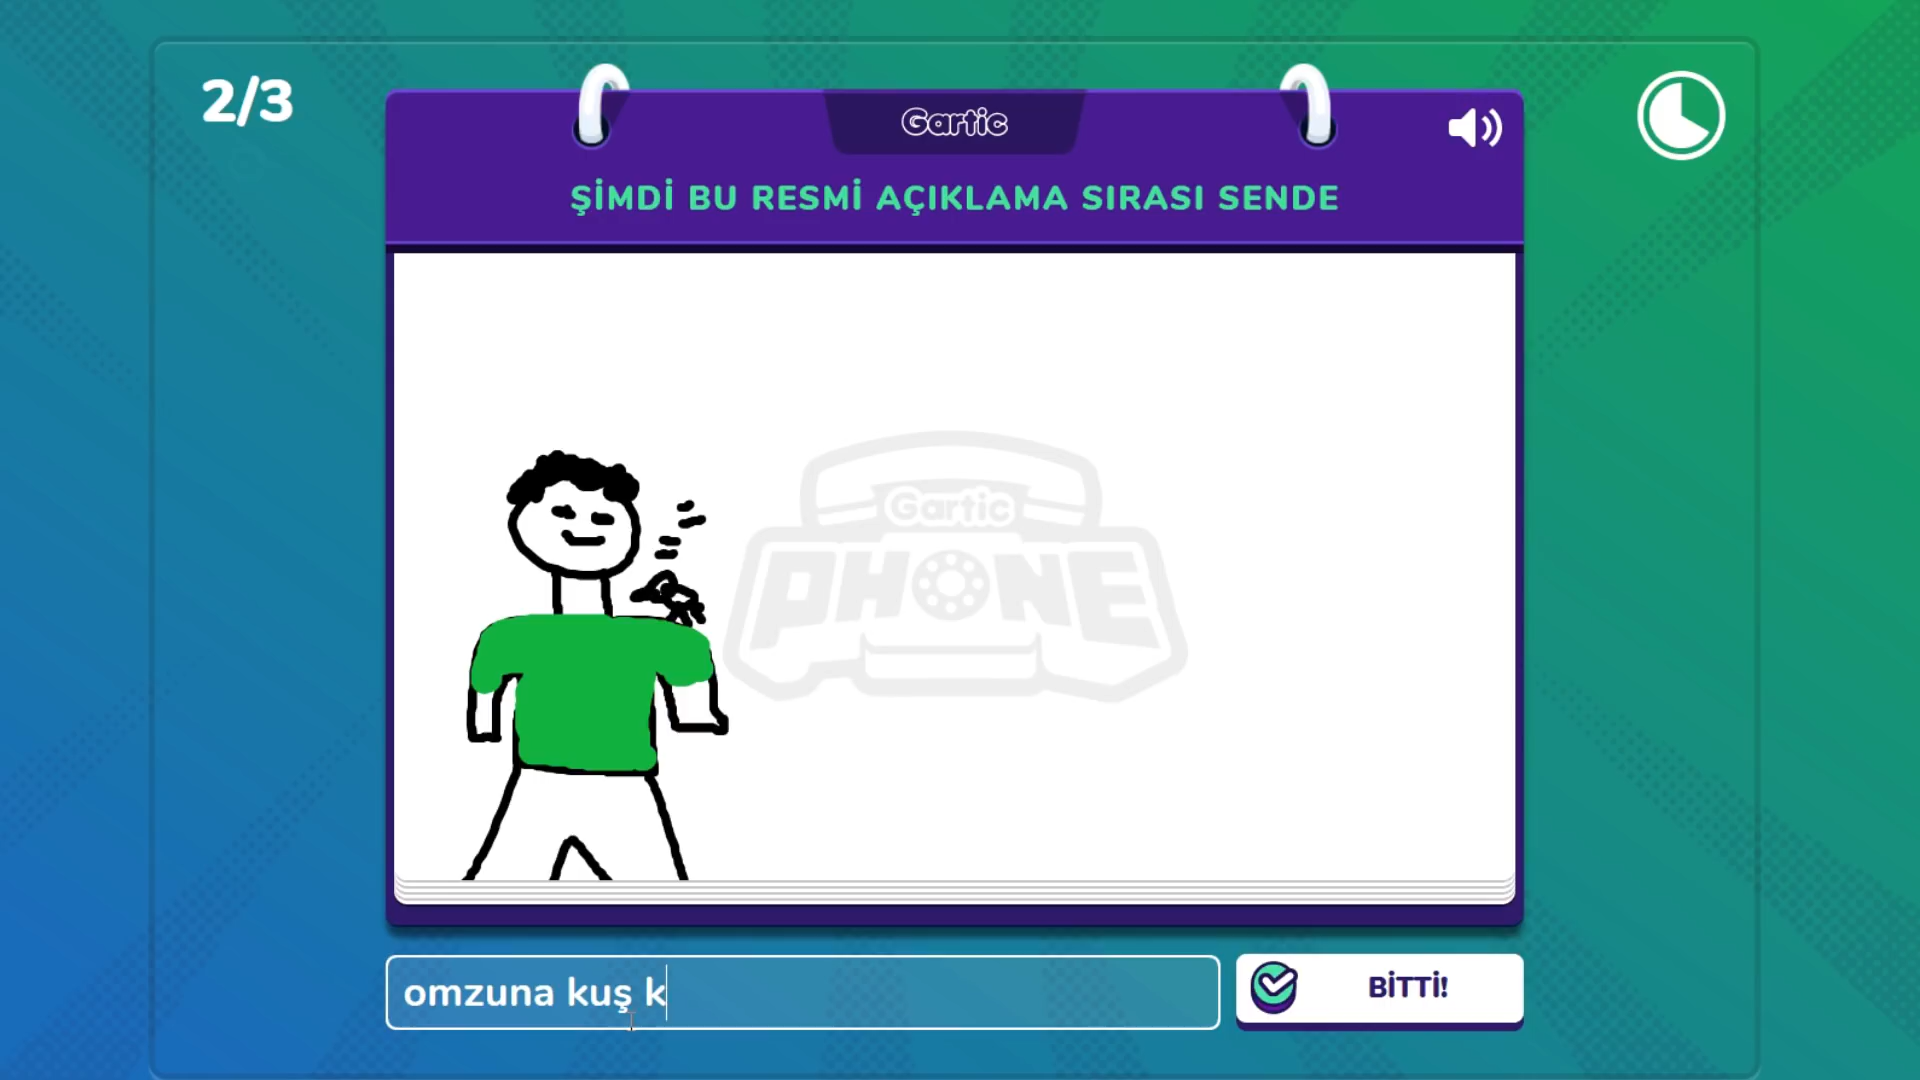 2/3
Gartic
ŞİMDİ BU RESMİ AÇIKLAMA SIRASI SENDE
Gartic
PHONE
omzuna kuş k
BİTTİ!